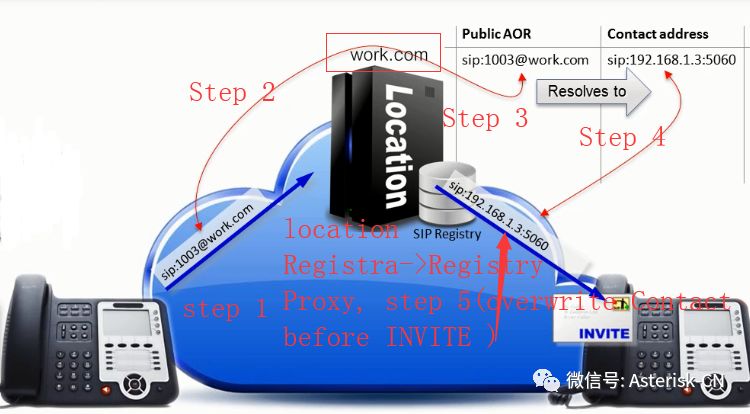 Public AOR
Contact address
work.com
sip:1003@work.com
sip:192.168.1.3:5060
Resolves to
Step 2
Step 3
Step 4
Location
sip:1003@work.com
sip:192.168.1.3:5060
SIP Registry
location
Registra->Registry
step 1
Proxy, step 5(overwrite Contact
before INVITE )
INVITE
微信号: Asterisk-CN